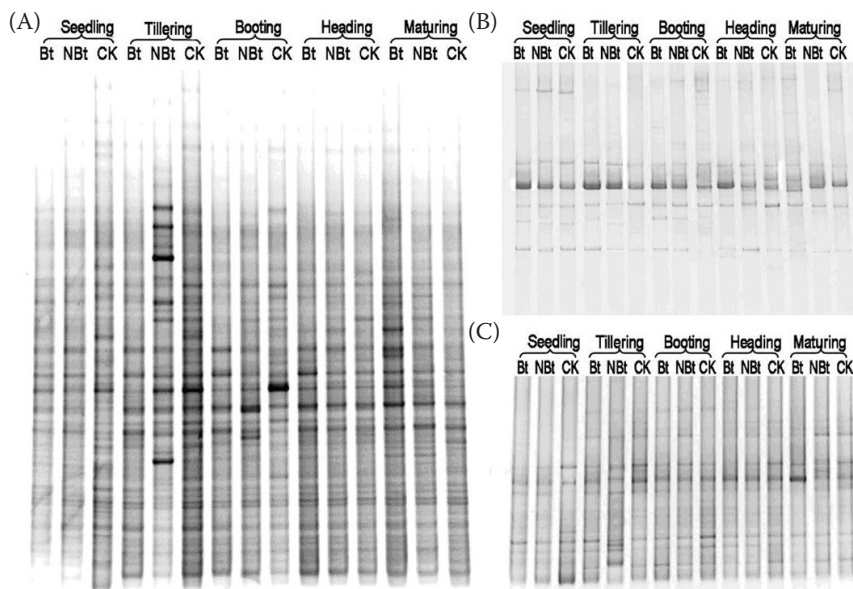 (A)
Seedling Tillering Booting Heading Maturing
Bt NBt CK Bt NBt CK Bt NBt CK Bt NBt CK Bt NBt CK
(B)
Seedling Tillering Booting Heading Maturing
Bt NBt CK Bt NBt CK Bt NBt CK Bt NBt CK Bt NBt CK
(C)
Seedling Tillering Booting Heading Maturing
Bt NBt CK Bt NBt CK Bt NBt CK Bt NBt CK Bt NBt CK